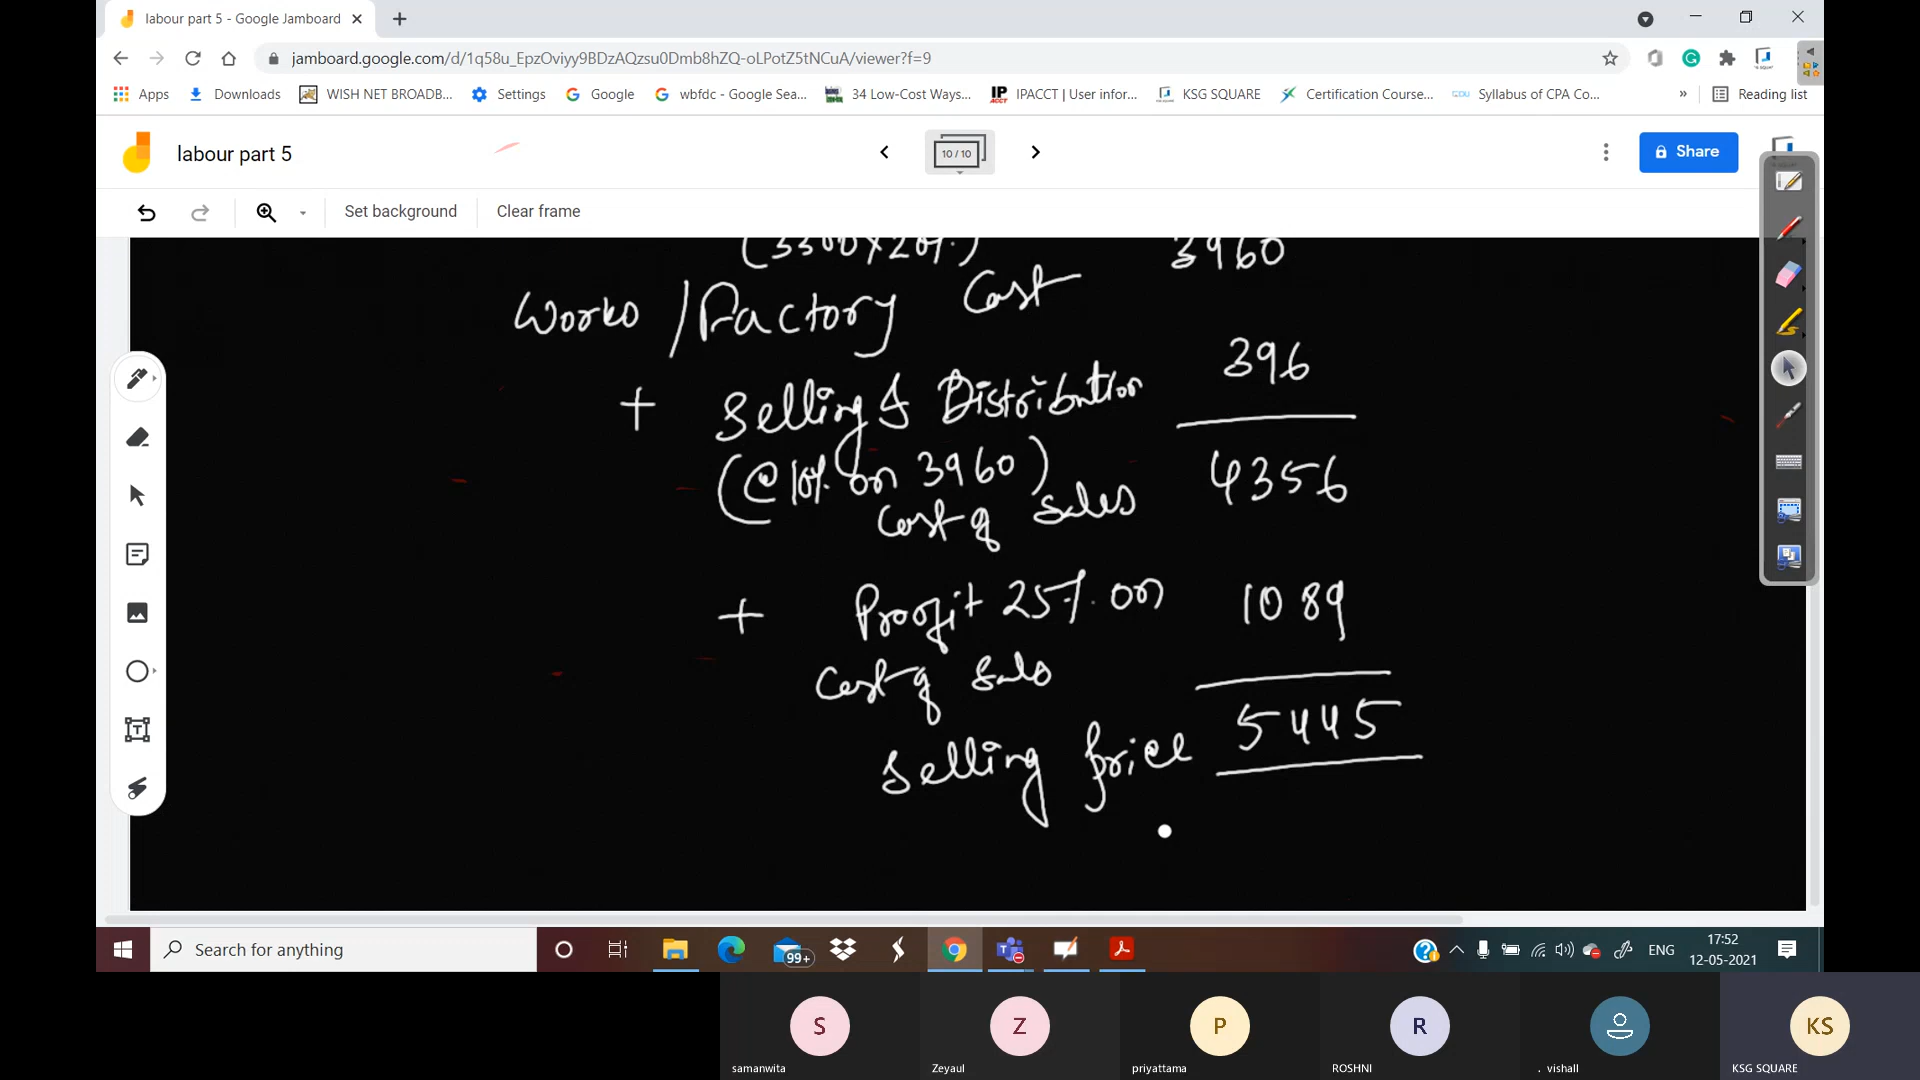 labour part 5 - Google Jamboard
jamboard.google.com/d/1q58u_EpzOviyy9BDzAQzsu0Dmb8hZQ-oLPotZ5tNCuA/viewer?f=9
Apps Downloads WISH NET BROADB... Settings Google wbfdc - Google Sea... 34 Low-Cost Ways... IPACCT | User infor... KSG SQUARE Certification Course... Syllabus of CPA Co... » Reading list
labour part 5
10 / 10
Share
Set background Clear frame
(3300x20%) 3960
Works / Factory Cost
+ Selling & Distribution 396
(@ 10% on 3960)
Cost of Sales 4356
+ Profit 25% on 1089
Cost of Sales
Selling price 5445
Search for anything
99+
ENG
17:52
12-05-2021
S Z P R KS
samanwita Zeyaul priyattama ROSHNI . vishall KSG SQUARE